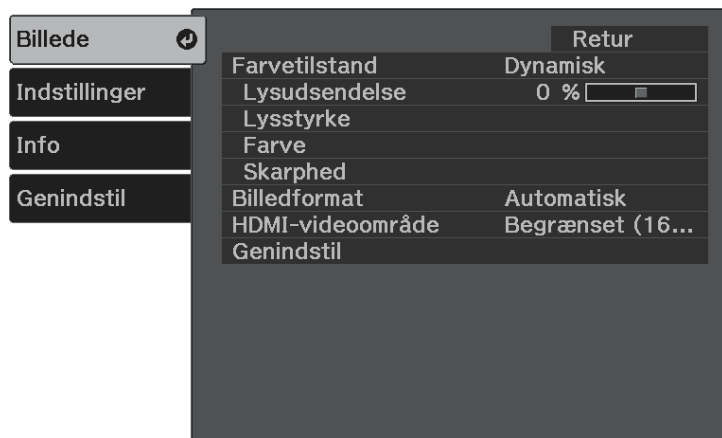 Billede
Indstillinger
Info
Genindstil
Retur
Farvetilstand Dynamisk
Lysudsendelse 0 %
Lysstyrke
Farve
Skarphed
Billedformat Automatisk
HDMI-videoområde Begrænset (16...
Genindstil